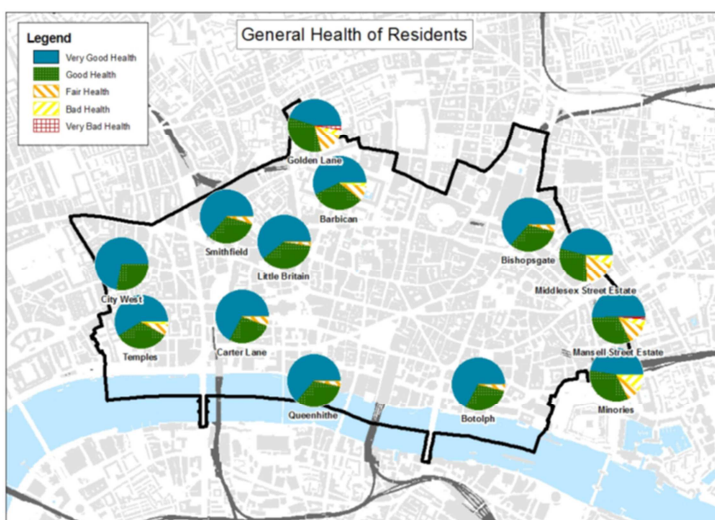 General Health of Residents
Legend
Very Good Health
Good Health
Fair Health
Bad Health
Very Bad Health
Golden Lane
Barbican
Smithfield
Little Britain
Bishopsgate
Middlesex Street Estate
City West
Temples
Carter Lane
Mansell Street Estate
Minories
Queenhithe
Botolph